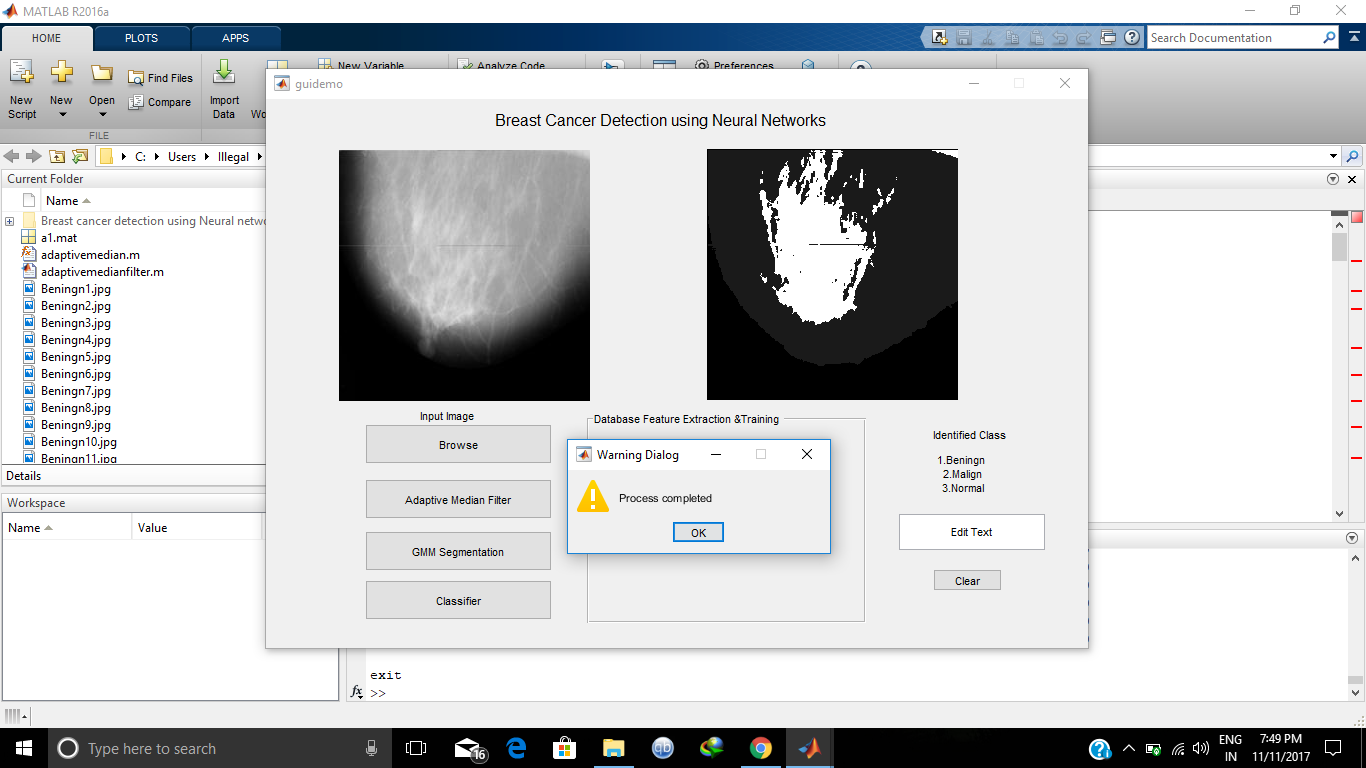 MATLAB R2016a
HOME
PLOTS
APPS
Search Documentation
New Script
New
Open
Find Files
Compare
Import Data
New Variable
Analyze Code
Preferences
FILE
C: Users Illegal
Current Folder
Name
Breast cancer detection using Neural netw
a1.mat
adaptivemedian.m
adaptivemedianfilter.m
Beningn1.jpg
Beningn2.jpg
Beningn3.jpg
Beningn4.jpg
Beningn5.jpg
Beningn6.jpg
Beningn7.jpg
Beningn8.jpg
Beningn9.jpg
Beningn10.jpg
Beningn11.jpg
Details
Workspace
Name Value
guidemo
Breast Cancer Detection using Neural Networks
Input Image
Browse
Adaptive Median Filter
GMM Segmentation
Classifier
Database Feature Extraction &Training
Warning Dialog
Process completed
OK
Identified Class
1.Beningn
2.Malign
3.Normal
Edit Text
Clear
exit
fx >>
Type here to search
16
qb
ENG
IN
7:49 PM
11/11/2017